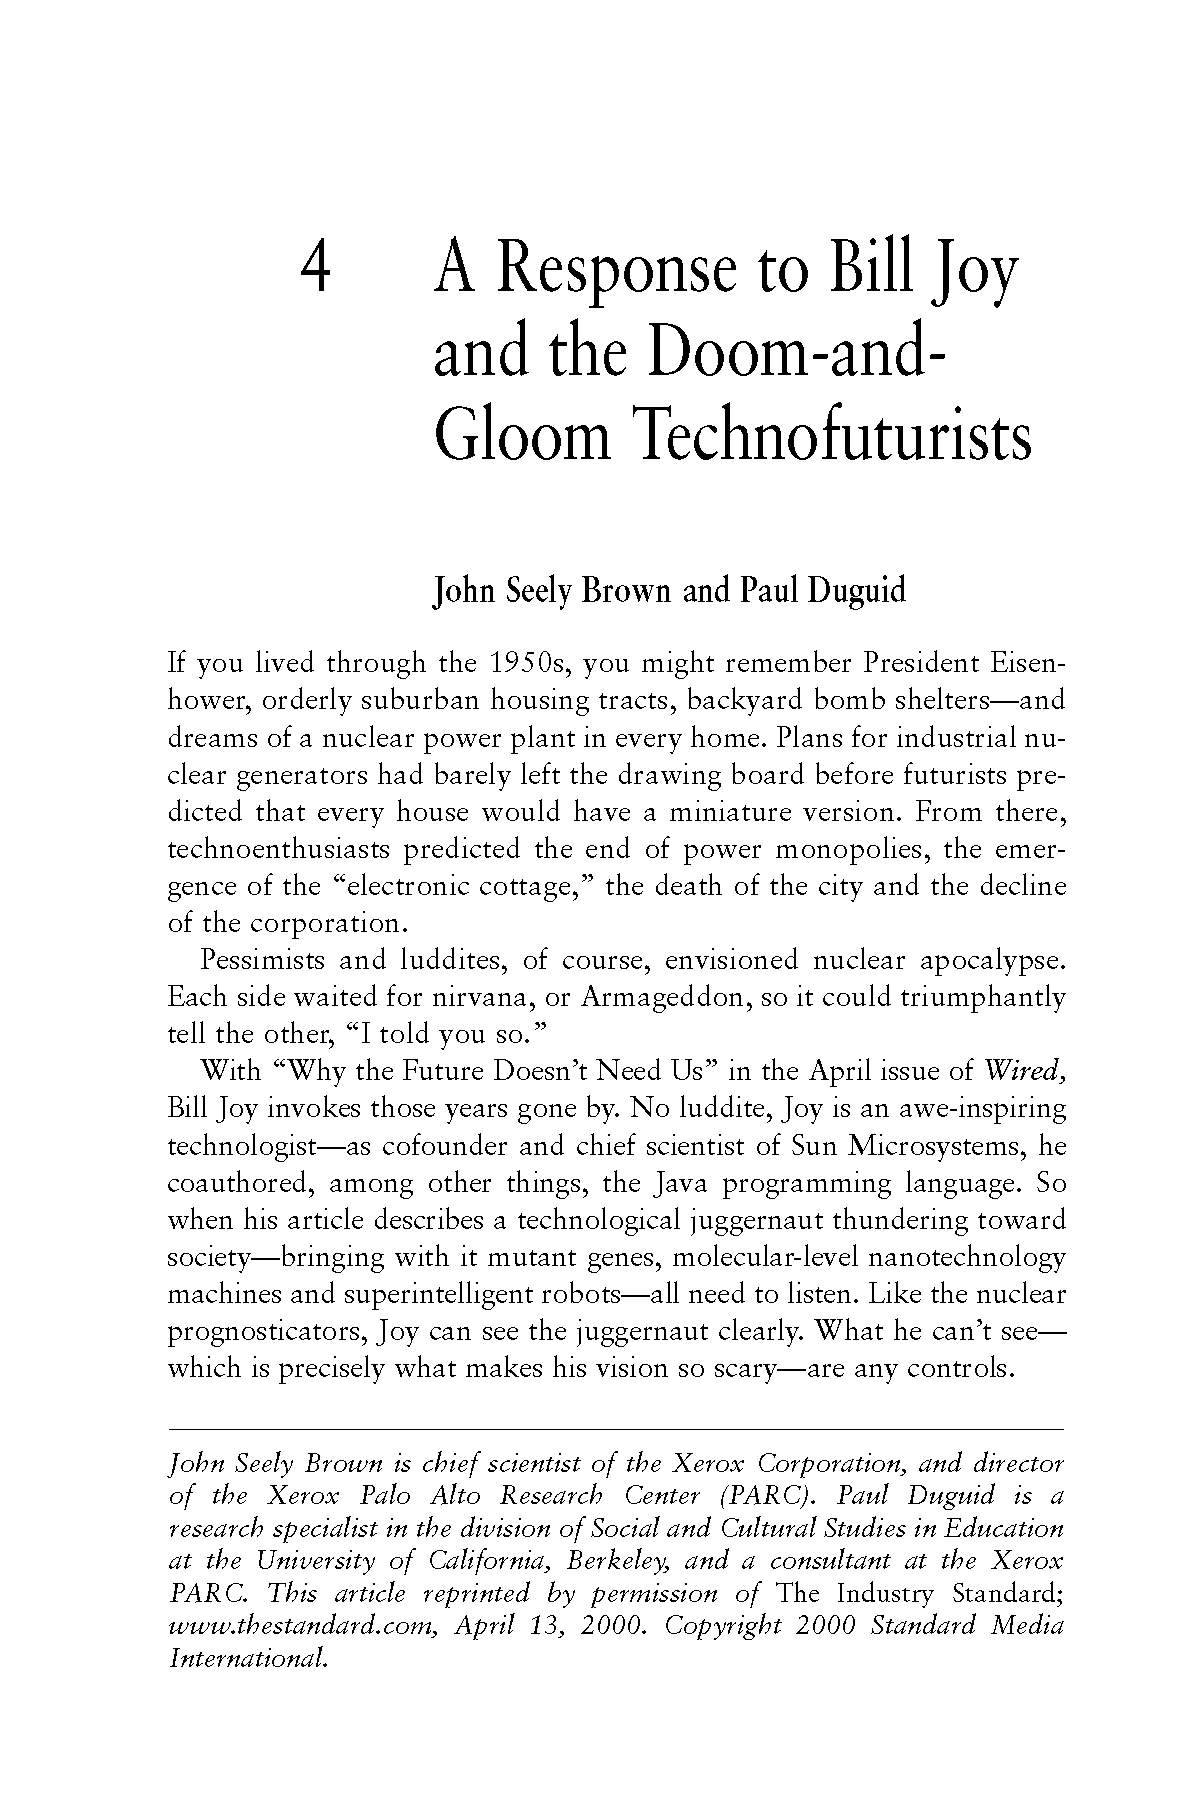 4 A Response to Bill Joy
and the Doom-and-
Gloom Technofuturists
John Seely Brown and Paul Duguid
If you lived through the 1950s, you might remember President Eisen-
hower, orderly suburban housing tracts, backyard bomb shelters—and
dreams of a nuclear power plant in every home. Plans for industrial nu-
clear generators had barely left the drawing board before futurists pre-
dicted that every house would have a miniature version. From there,
technoenthusiasts predicted the end of power monopolies, the emer-
gence of the “electronic cottage,” the death of the city and the decline
of the corporation.
Pessimists and luddites, of course, envisioned nuclear apocalypse.
Each side waited for nirvana, or Armageddon, so it could triumphantly
tell the other, “I told you so.”
With “Why the Future Doesn’t Need Us” in the April issue of Wired,
Bill Joy invokes those years gone by. No luddite, Joy is an awe-inspiring
technologist—as cofounder and chief scientist of Sun Microsystems, he
coauthored, among other things, the Java programming language. So
when his article describes a technological juggernaut thundering toward
society—bringing with it mutant genes, molecular-level nanotechnology
machines and superintelligent robots—all need to listen. Like the nuclear
prognosticators, Joy can see the juggernaut clearly. What he can’t see—
which is precisely what makes his vision so scary—are any controls.
John Seely Brown is chief scientist of the Xerox Corporation, and director
of the Xerox Palo Alto Research Center (PARC). Paul Duguid is a
research specialist in the division of Social and Cultural Studies in Education
at the University of California, Berkeley, and a consultant at the Xerox
PARC. This article reprinted by permission of The Industry Standard;
www.thestandard.com, April 13, 2000. Copyright 2000 Standard Media
International.